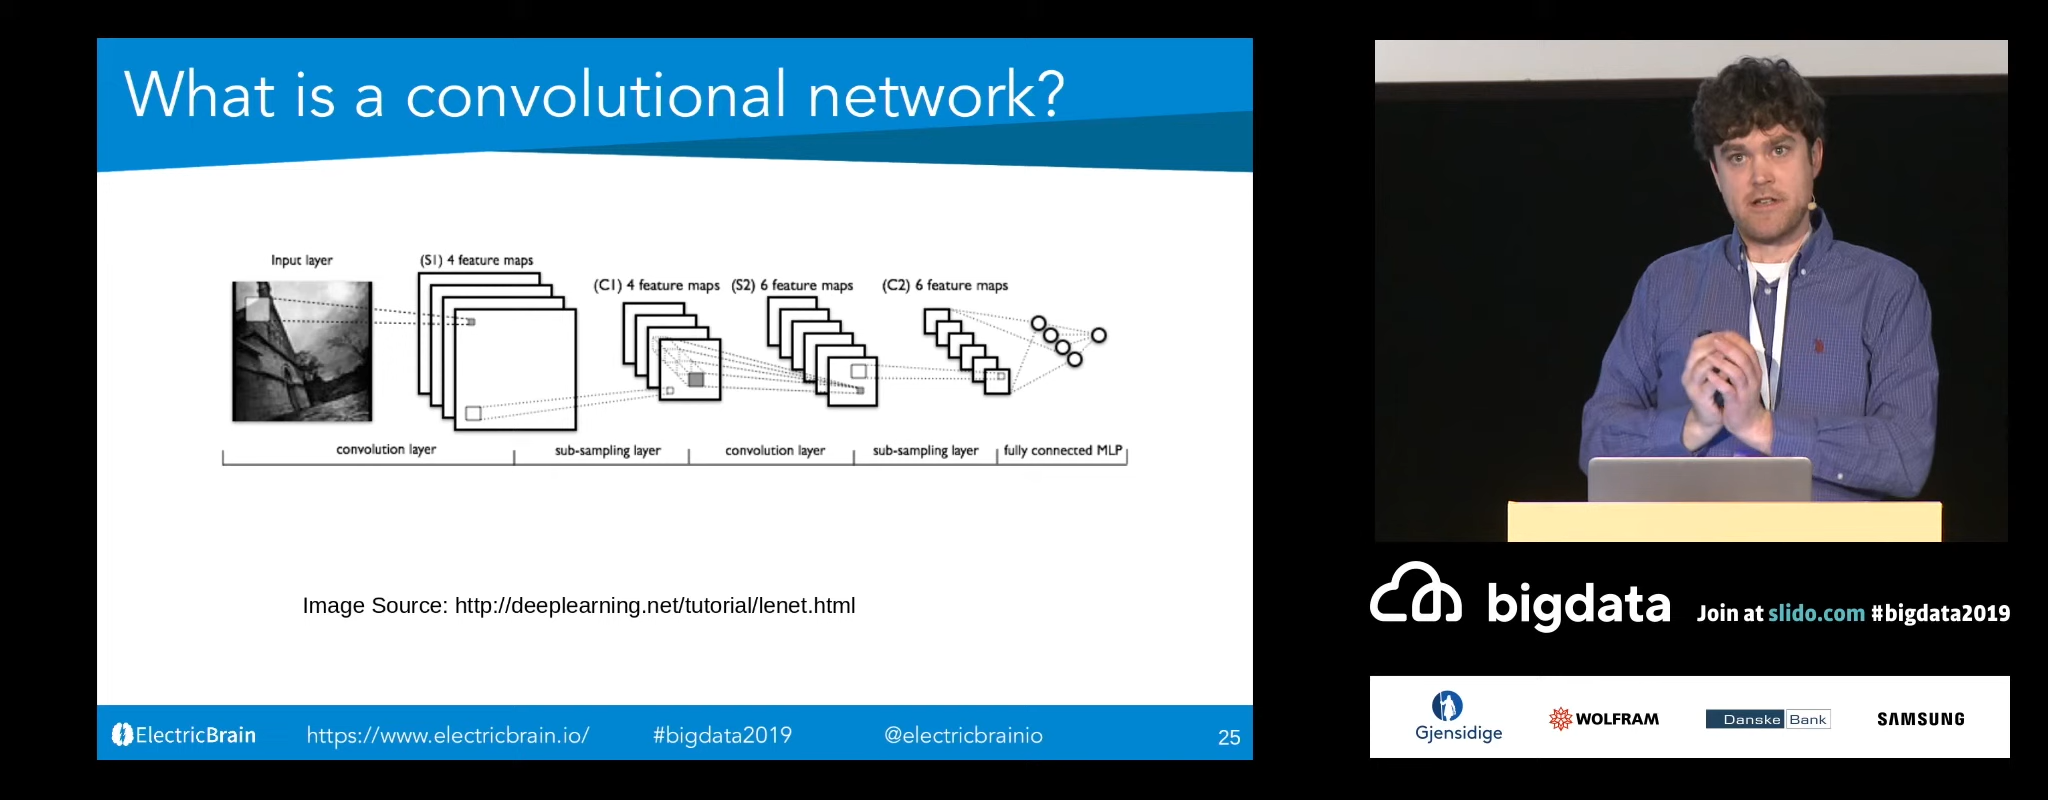 What is a convolutional network?
Input layer
(S1) 4 feature maps
(C1) 4 feature maps
(S2) 6 feature maps
(C2) 6 feature maps
convolution layer
sub-sampling layer
convolution layer
sub-sampling layer
fully connected MLP
Image Source: http://deeplearning.net/tutorial/lenet.html
ElectricBrain
https://www.electricbrain.io/
#bigdata2019
@electricbrainio
25
bigdata
Join at slido.com #bigdata2019
Gjensidige
WOLFRAM
Danske Bank
SAMSUNG